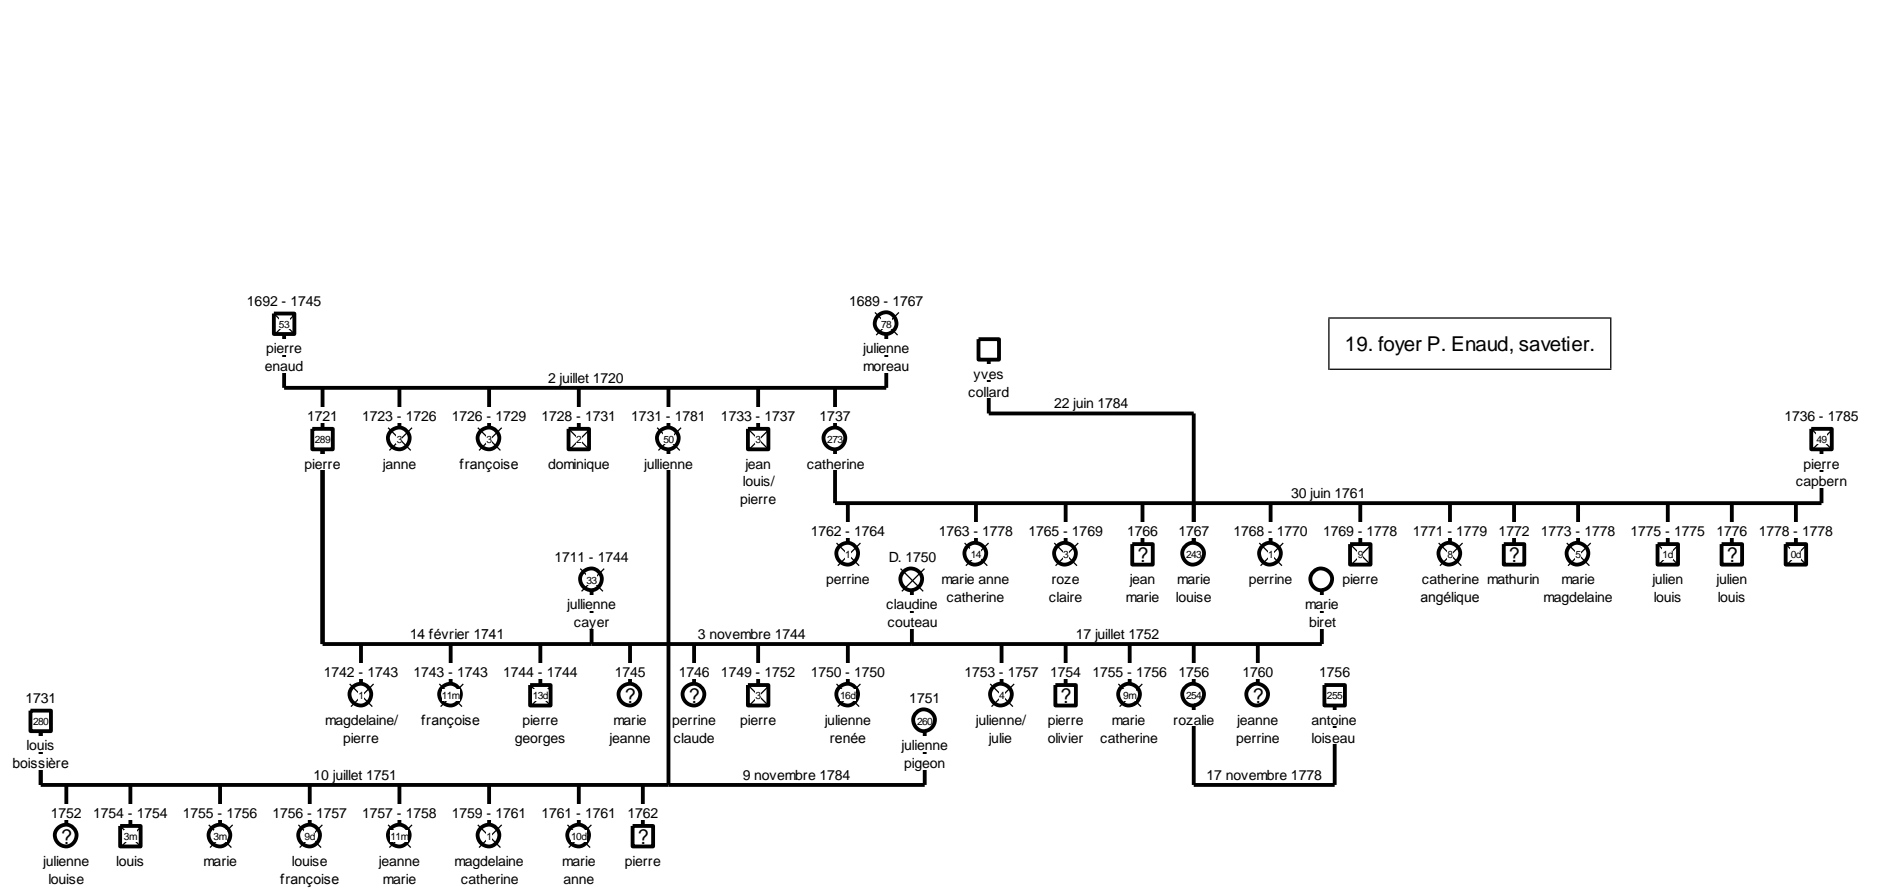 1692 - 1745
53
pierre
enaud
1689 - 1767
78
julienne
moreau
2 juillet 1720
yves
collard
22 juin 1784
19. foyer P. Enaud, savetier.
1721
289
pierre
1723 - 1726
3
janne
1726 - 1729
3
françoise
1728 - 1731
2
dominique
1731 - 1781
50
jullienne
1733 - 1737
3
jean
louis/
pierre
1737
273
catherine
1736 - 1785
49
pierre
capbern
30 juin 1761
1762 - 1764
1
perrine
1763 - 1778
14
marie anne
catherine
1765 - 1769
3
roze
claire
1766
?
jean
marie
1767
243
marie
louise
1768 - 1770
1
perrine
1769 - 1778
9
pierre
1771 - 1779
8
catherine
angélique
1772
?
mathurin
1773 - 1778
5
marie
magdelaine
1775 - 1775
1d
julien
louis
1776
?
julien
louis
1778 - 1778
0d
1711 - 1744
33
jullienne
cayer
D. 1750
claudine
couteau
marie
biret
14 février 1741
3 novembre 1744
17 juillet 1752
1742 - 1743
1
magdelaine/
pierre
1743 - 1743
11m
françoise
1744 - 1744
13d
pierre
georges
1745
?
marie
jeanne
1746
?
perrine
claude
1749 - 1752
3
pierre
1750 - 1750
16d
julienne
renée
1753 - 1757
4
julienne/
julie
1754
?
pierre
olivier
1755 - 1756
9m
marie
catherine
1756
254
rozalie
1760
?
jeanne
perrine
1756
255
antoine
loiseau
17 novembre 1778
1731
280
louis
boissière
1751
260
julienne
pigeon
10 juillet 1751
9 novembre 1784
1752
?
julienne
louise
1754 - 1754
3m
louis
1755 - 1756
3m
marie
1756 - 1757
9d
louise
françoise
1757 - 1758
11m
jeanne
marie
1759 - 1761
1
magdelaine
catherine
1761 - 1761
10d
marie
anne
1762
?
pierre